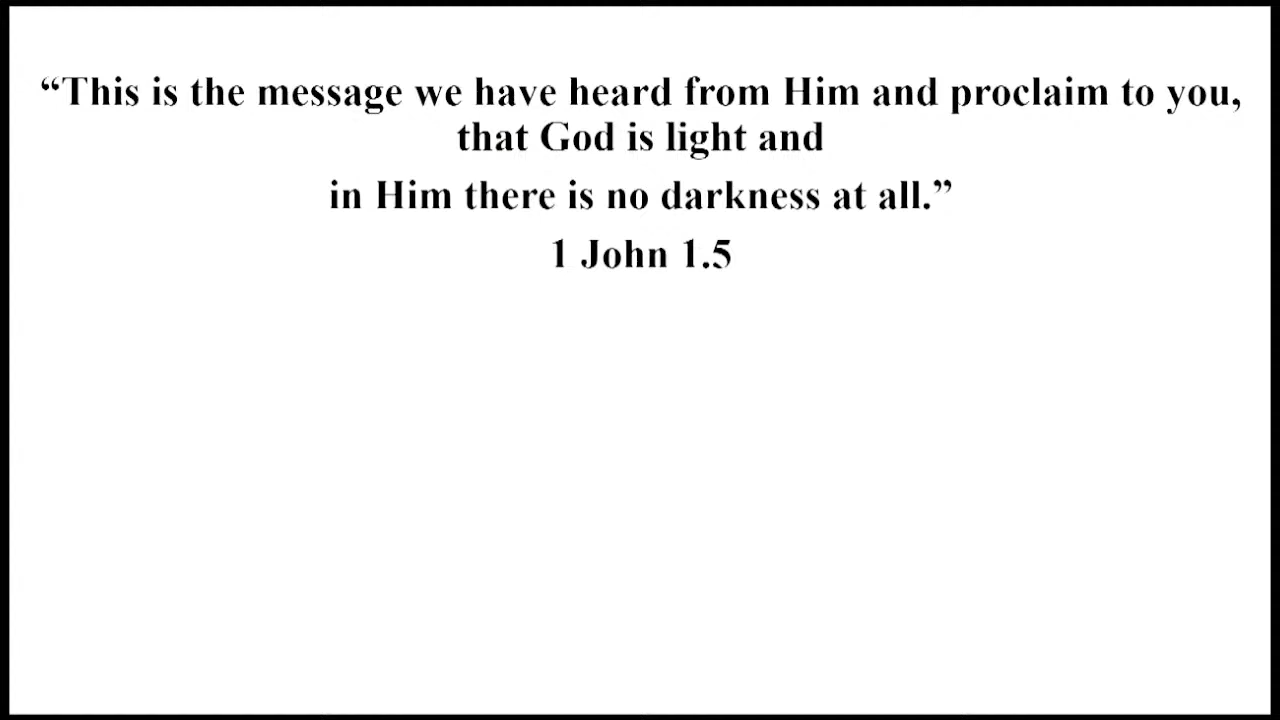 “This is the message we have heard from Him and proclaim to you,
that God is light and
in Him there is no darkness at all.”
1 John 1.5